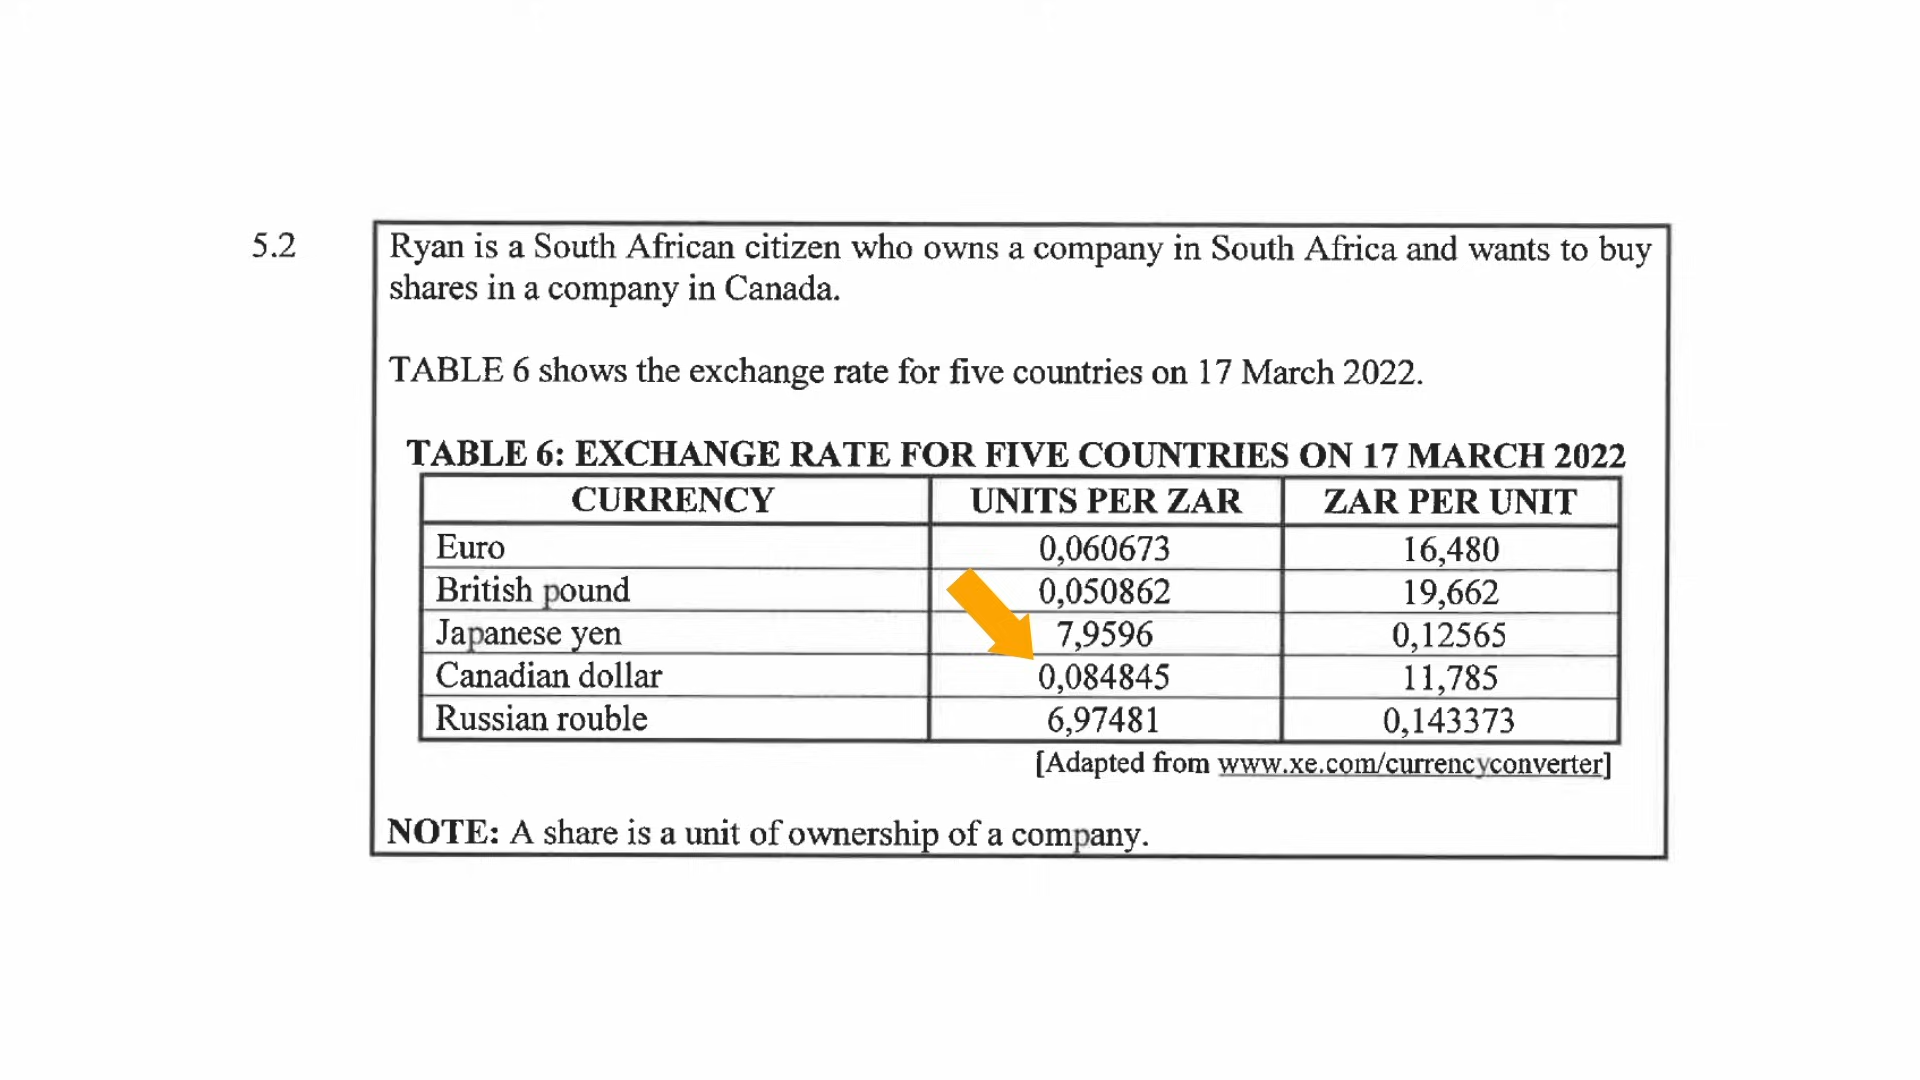 5.2
Ryan is a South African citizen who owns a company in South Africa and wants to buy
shares in a company in Canada.
TABLE 6 shows the exchange rate for five countries on 17 March 2022.
TABLE 6: EXCHANGE RATE FOR FIVE COUNTRIES ON 17 MARCH 2022
CURRENCY UNITS PER ZAR ZAR PER UNIT
Euro 0,060673 16,480
British pound 0,050862 19,662
Japanese yen 7,9596 0,12565
Canadian dollar 0,084845 11,785
Russian rouble 6,97481 0,143373
[Adapted from www.xe.com/currencyconverter]
NOTE: A share is a unit of ownership of a company.